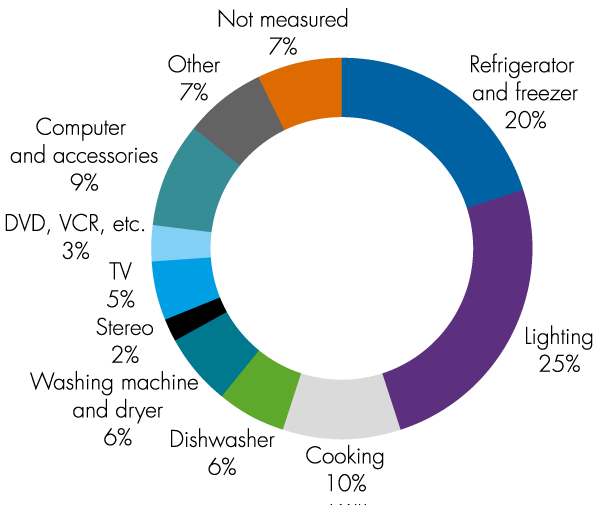 Not measured
7%
Refrigerator
and freezer
20%
Lighting
25%
Cooking
10%
Dishwasher
6%
Washing machine
and dryer
6%
Stereo
2%
TV
5%
DVD, VCR, etc.
3%
Computer
and accessories
9%
Other
7%